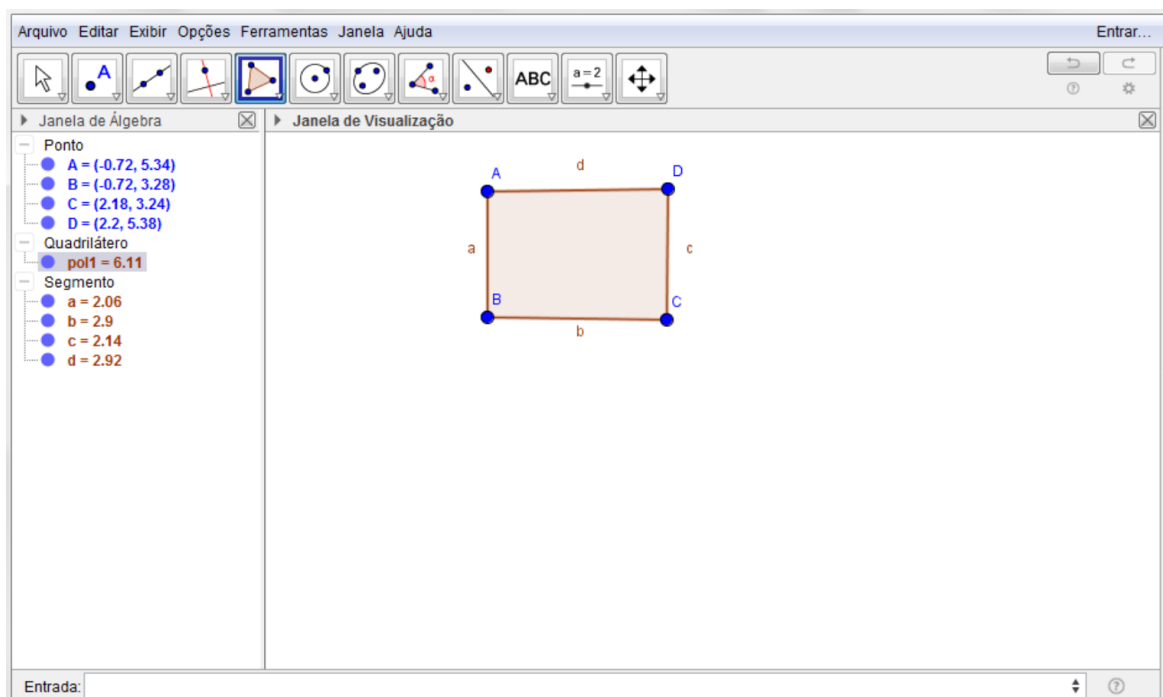 Arquivo Editar Exibir Opções Ferramentas Janela Ajuda Entrar...
A α ABC a=2
Janela de Álgebra Janela de Visualização
Ponto
A = (-0.72, 5.34)
B = (-0.72, 3.28)
C = (2.18, 3.24)
D = (2.2, 5.38)
Quadrilátero
pol1 = 6.11
Segmento
a = 2.06
b = 2.9
c = 2.14
d = 2.92
d
A D
a c
B C
b
Entrada: